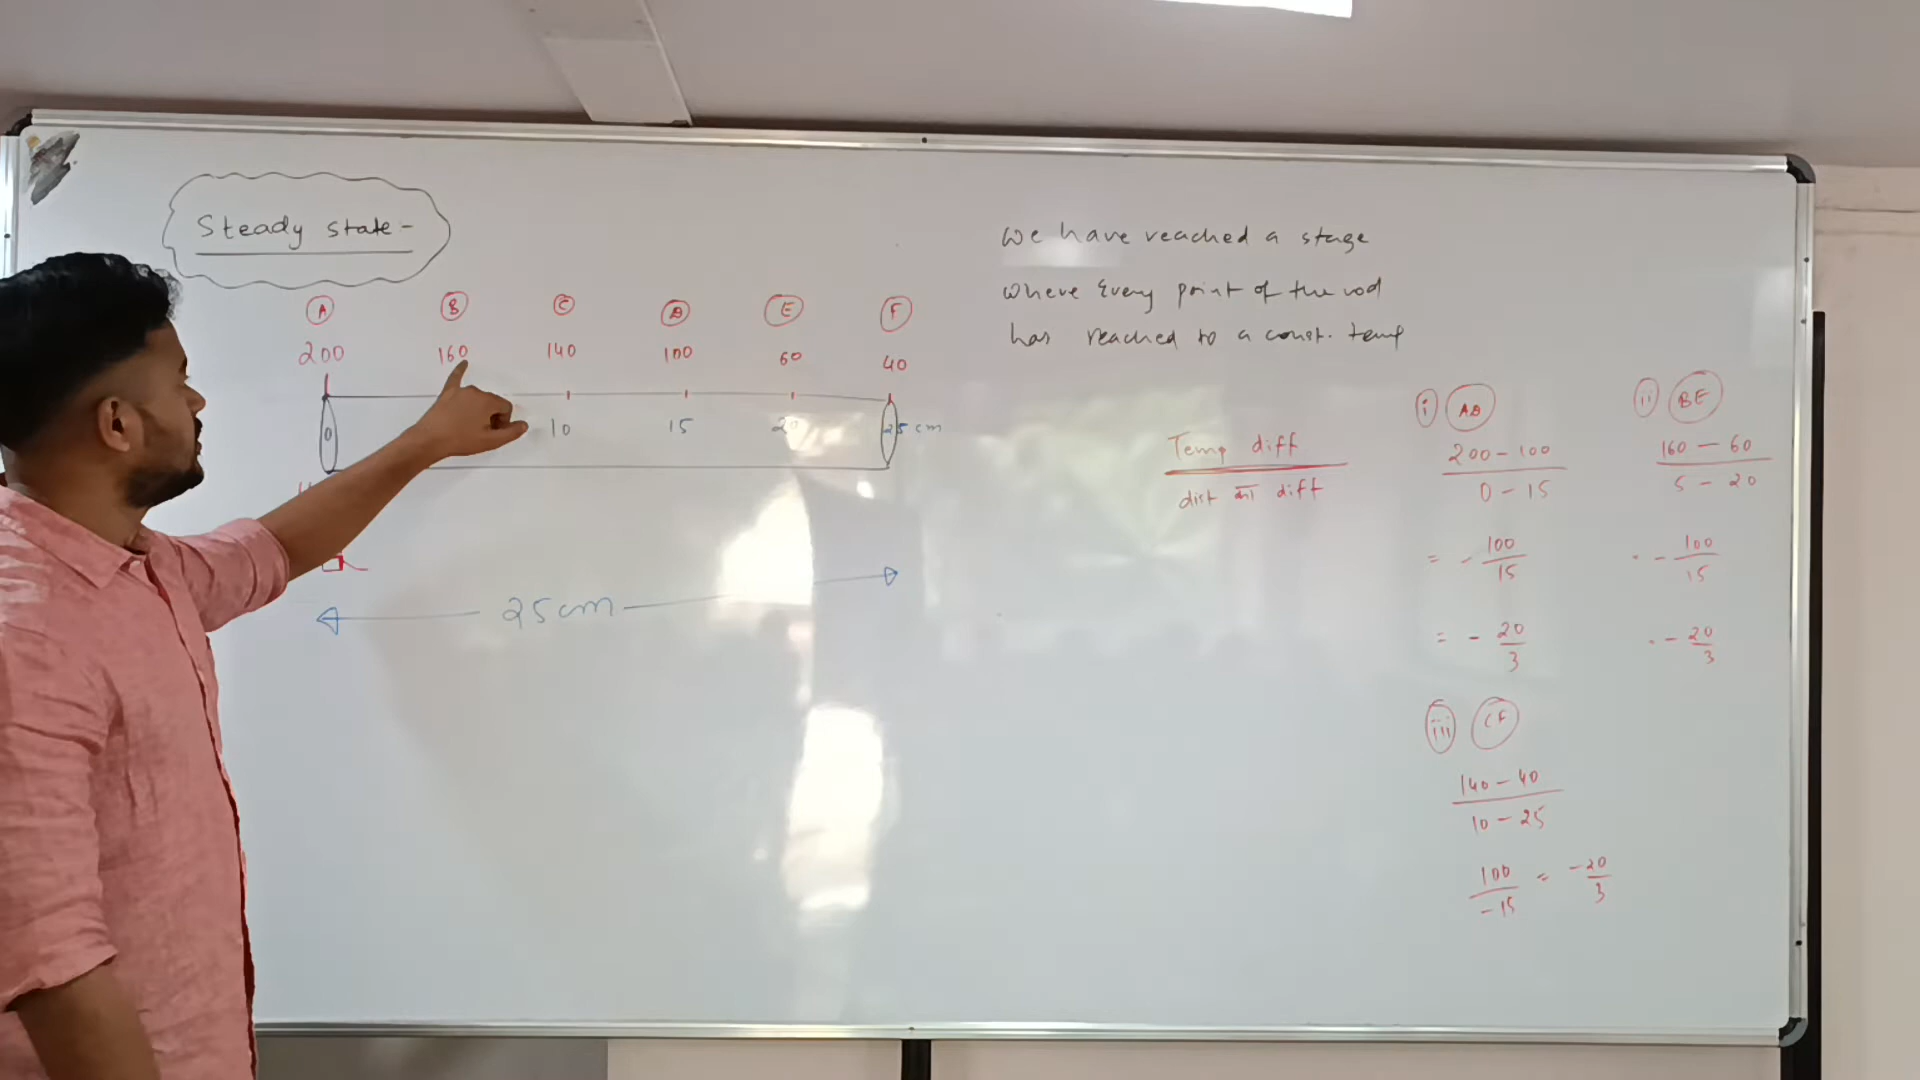 Steady state -
A B C D E F
200 160 140 100 60 40
0 10 15 20 25 cm
25cm
We have reached a stage
where Every point of the rod
has reached to a const. temp
Temp diff
dist का diff
i AD
200 - 100
0 - 15
= - 100
15
= - 20
3
ii BE
160 - 60
5 - 20
= - 100
15
= - 20
3
iii CF
140 - 40
10 - 25
100 = -20
-15 3